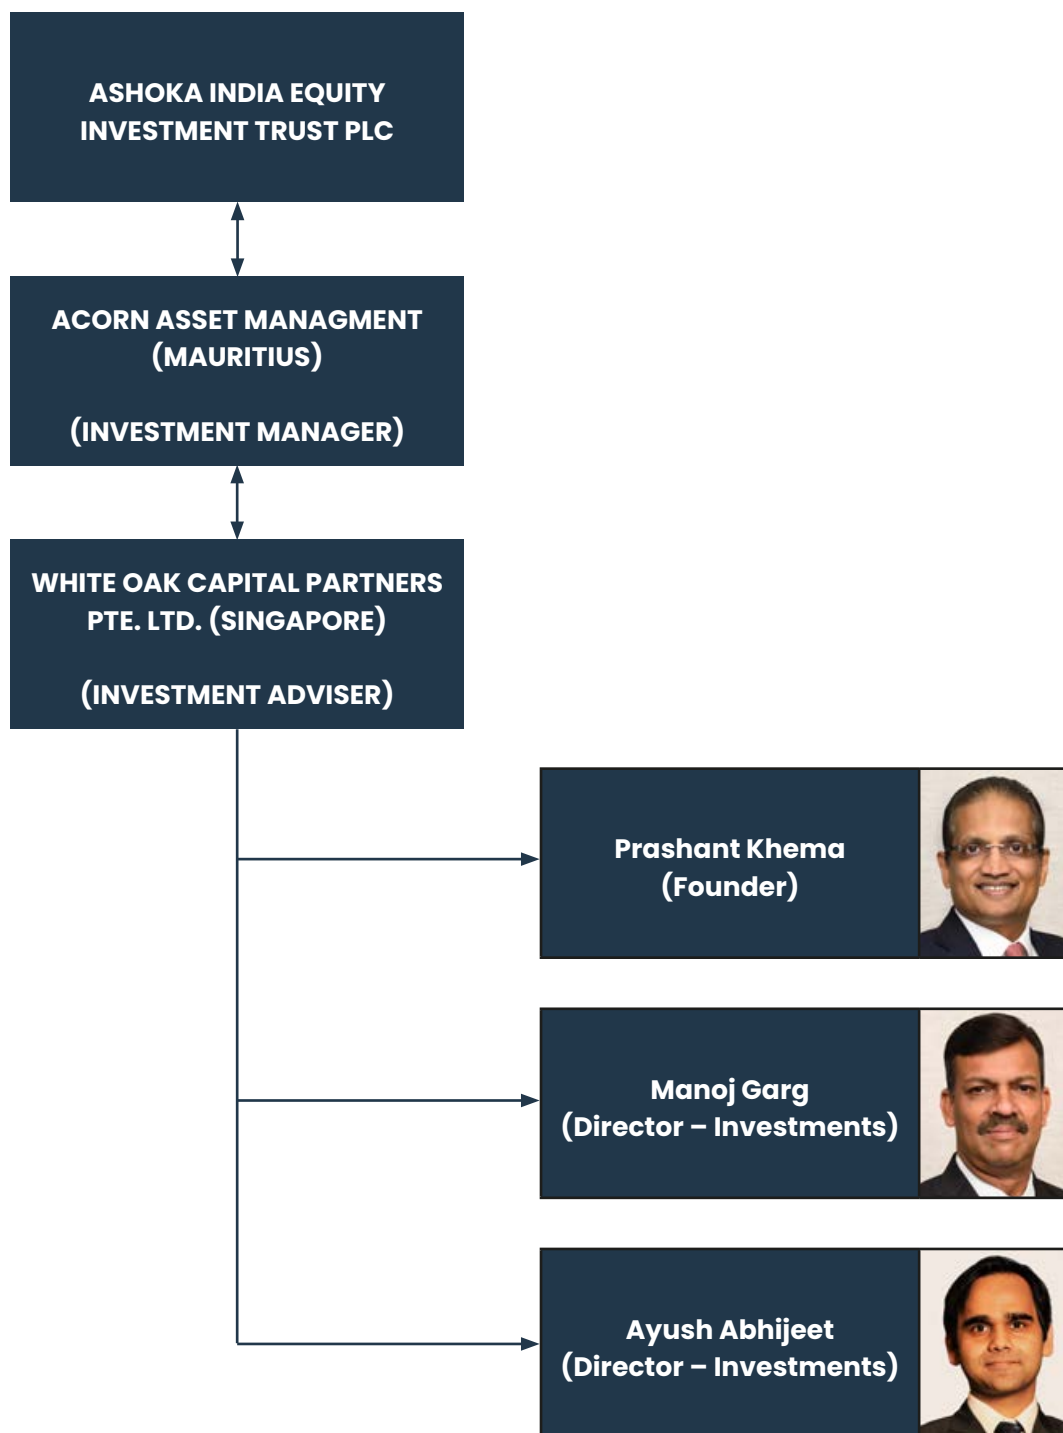 ASHOKA INDIA EQUITY
INVESTMENT TRUST PLC
ACORN ASSET MANAGMENT
(MAURITIUS)
(INVESTMENT MANAGER)
WHITE OAK CAPITAL PARTNERS
PTE. LTD. (SINGAPORE)
(INVESTMENT ADVISER)
Prashant Khema
(Founder)
Manoj Garg
(Director – Investments)
Ayush Abhijeet
(Director – Investments)